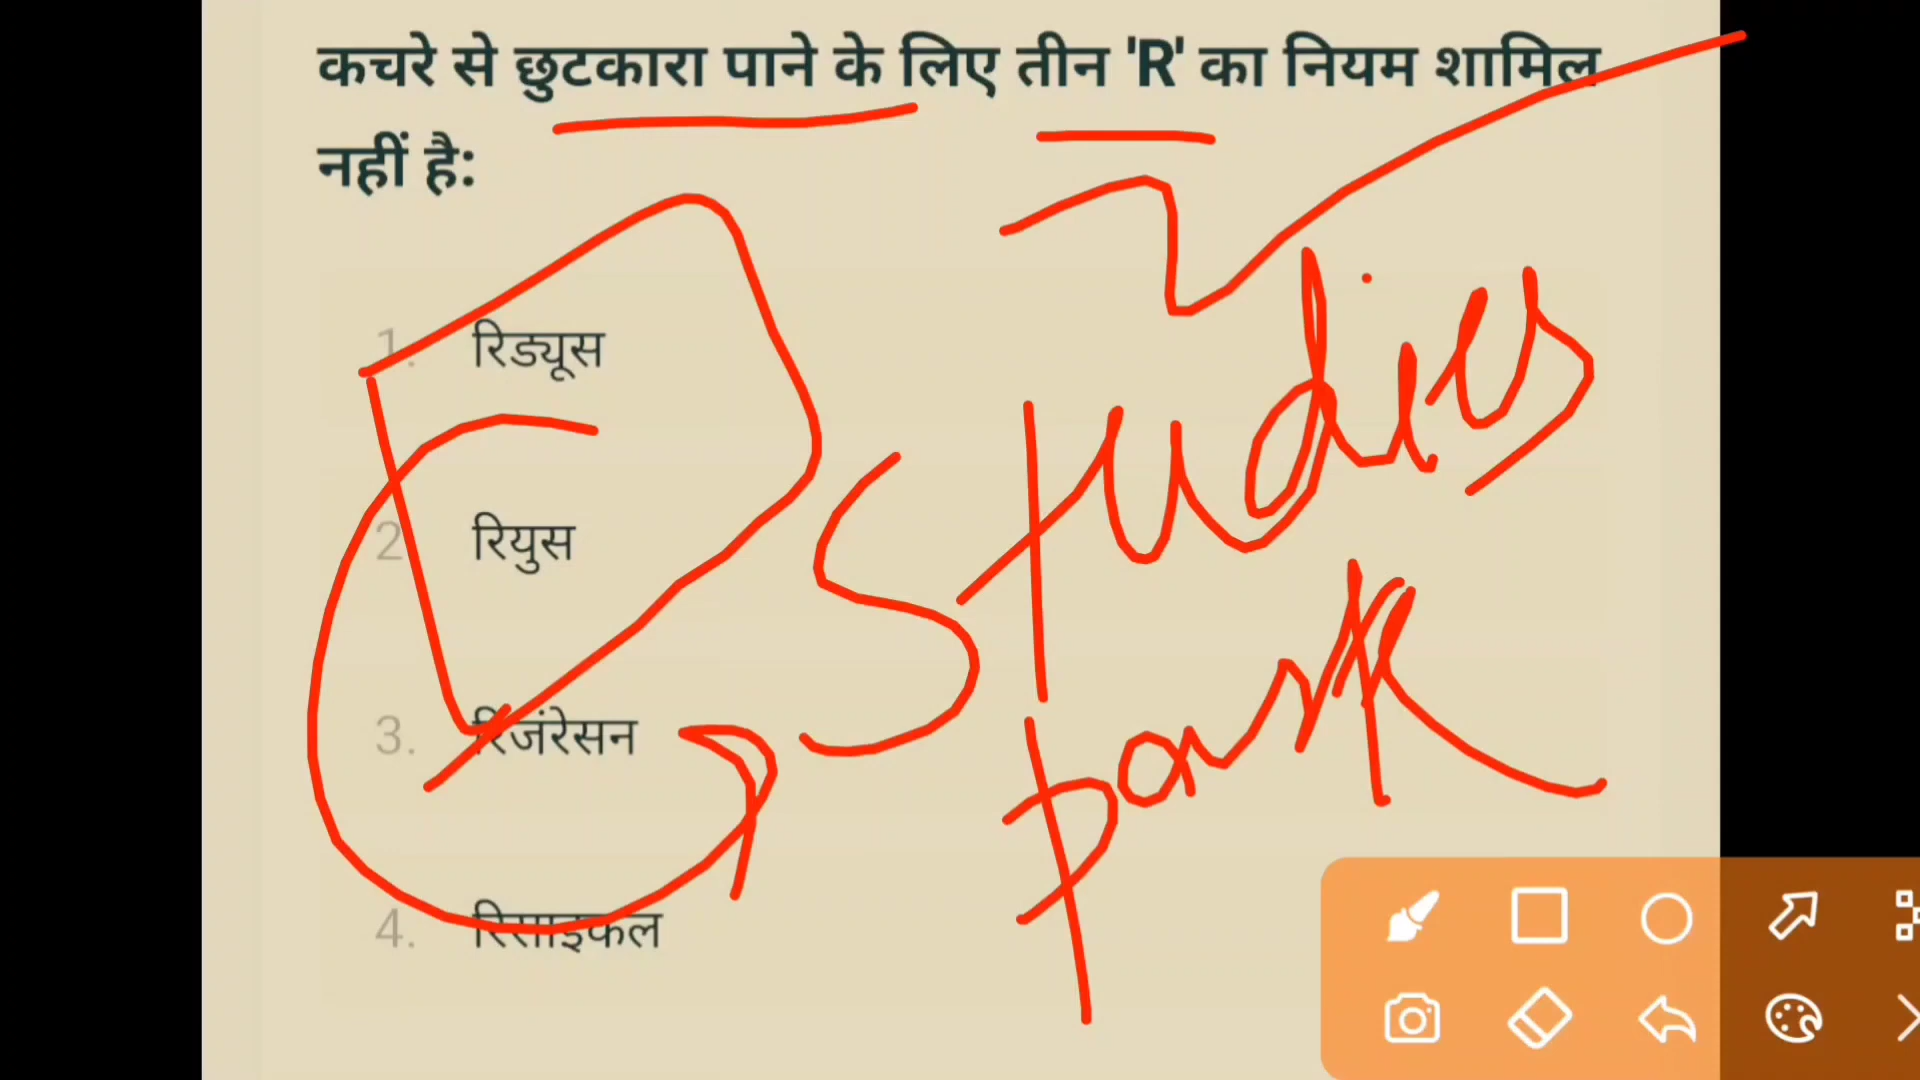 कचरे से छुटकारा पाने के लिए तीन 'R' का नियम शामिल
नहीं है:
1. रिड्यूस
2 रियुस
3. रिजंरेसन
4. रिसाइकल
Studies
park